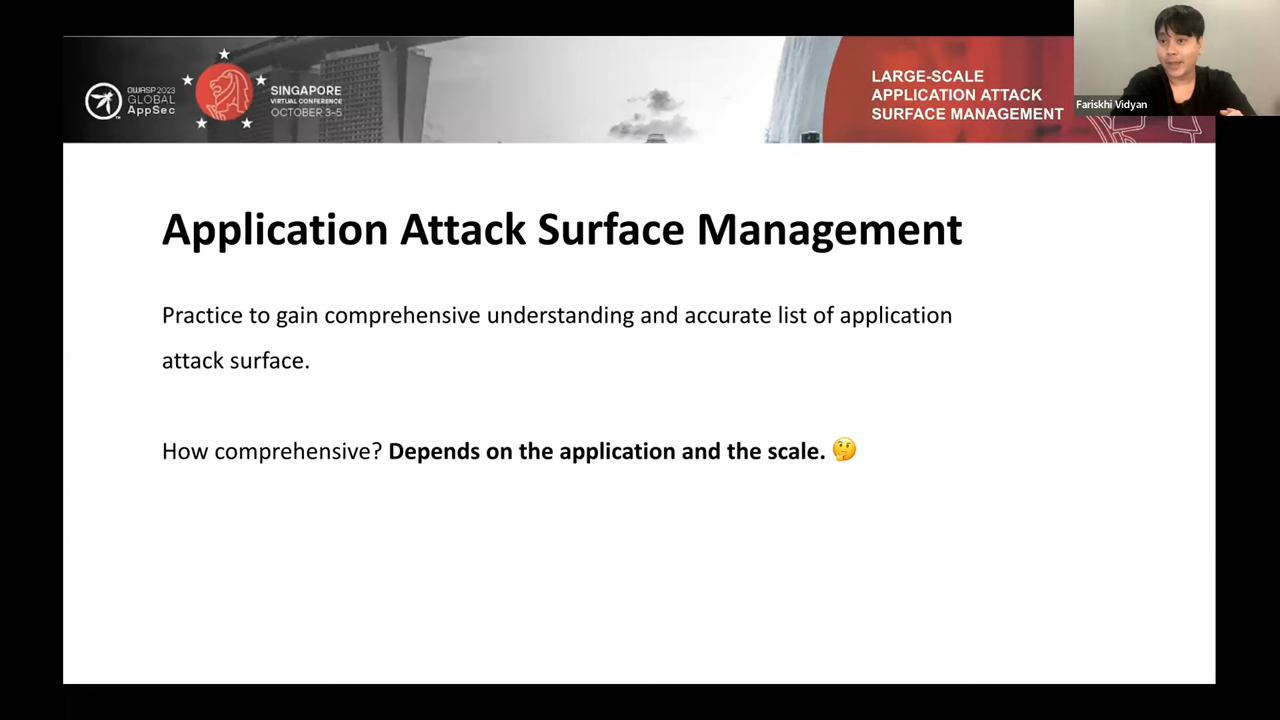 OWASP 2023
GLOBAL
AppSec
SINGAPORE
VIRTUAL CONFERENCE
OCTOBER 3-5
LARGE-SCALE
APPLICATION ATTACK
SURFACE MANAGEMENT
Fariskhi Vidyan
Application Attack Surface Management
Practice to gain comprehensive understanding and accurate list of application
attack surface.
How comprehensive? Depends on the application and the scale. 🤔